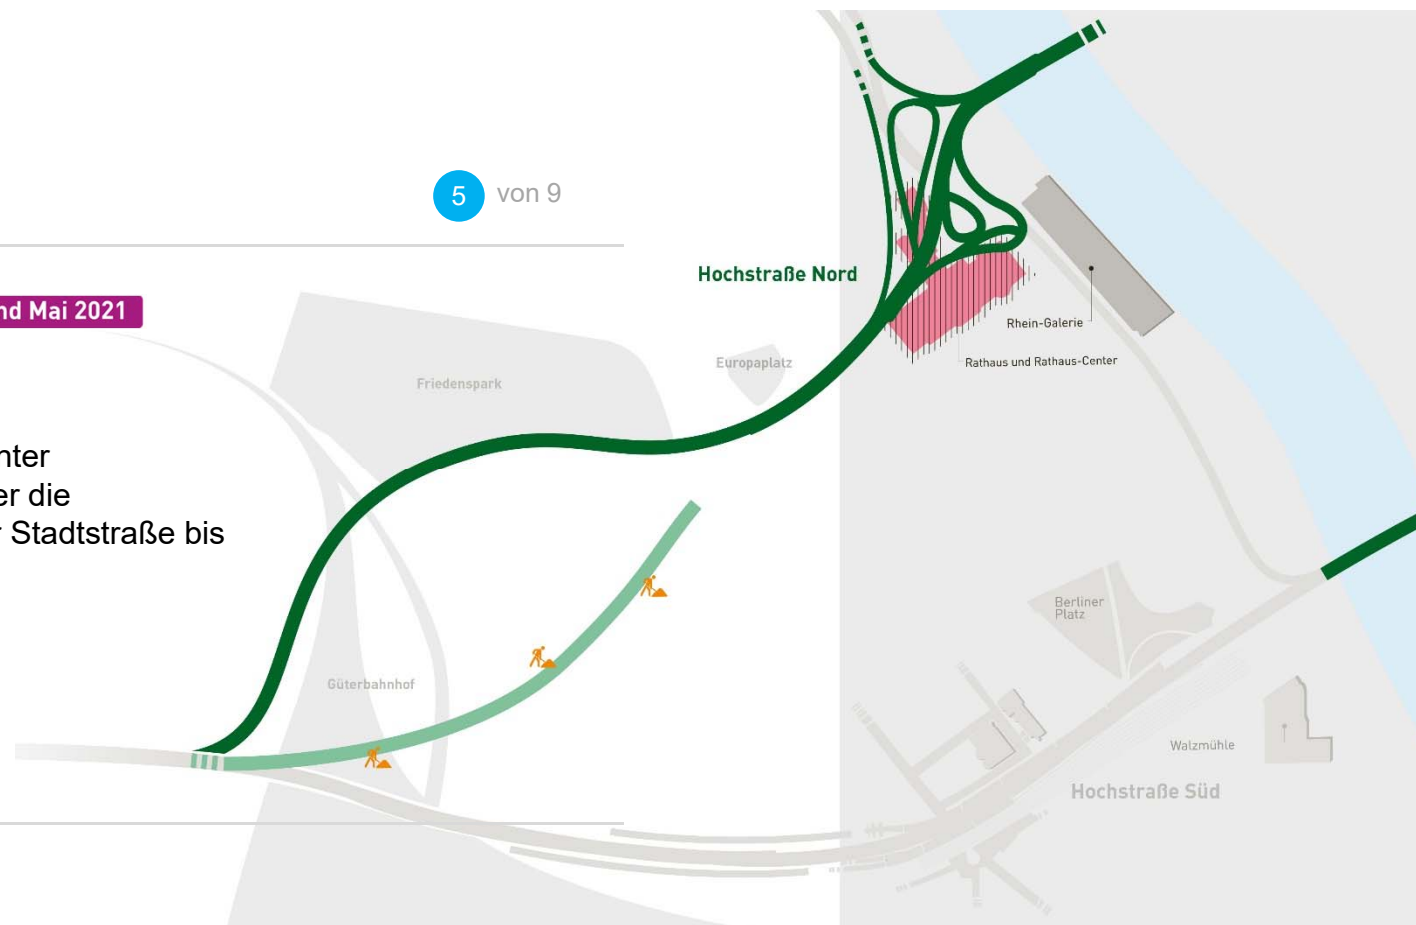 5 von 9
nd Mai 2021
nter
er die
r Stadtstraße bis
Hochstraße Nord
Friedenspark
Europaplatz
Rhein-Galerie
Rathaus und Rathaus-Center
Güterbahnhof
Berliner
Platz
Walzmühle
Hochstraße Süd